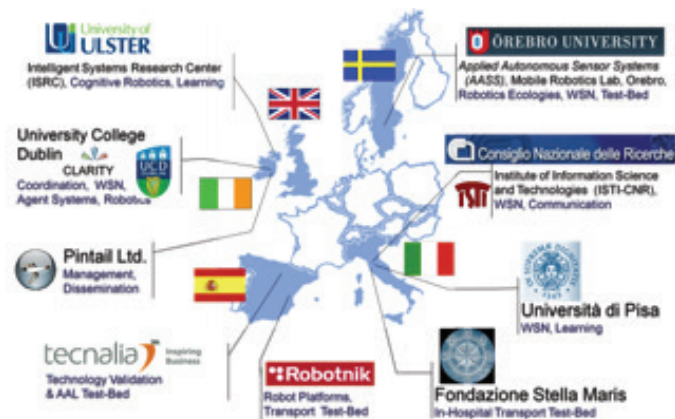 University of
ULSTER
Intelligent Systems Research Center
(ISRC), Cognitive Robotics, Learning
ÖREBRO UNIVERSITY
Applied Autonomous Sensor Systems
(AASS), Mobile Robotics Lab, Orebro,
Robotics Ecologies, WSN, Test-Bed
University College
Dublin
CLARITY
UCD
DUBLIN
Coordination, WSN,
Agent Systems, Robotics
Consiglio Nazionale delle Ricerche
Institute of Information Science
and Technologies (ISTI-CNR),
WSN, Communication
Pintail Ltd.
Management,
Dissemination
Università di Pisa
WSN, Learning
tecnalia
Inspiring
Business
Technology Validation
& AAL Test-Bed
Robotnik
Robot Platforms,
Transport Test-Bed
Fondazione Stella Maris
In-Hospital Transport Test-Bed